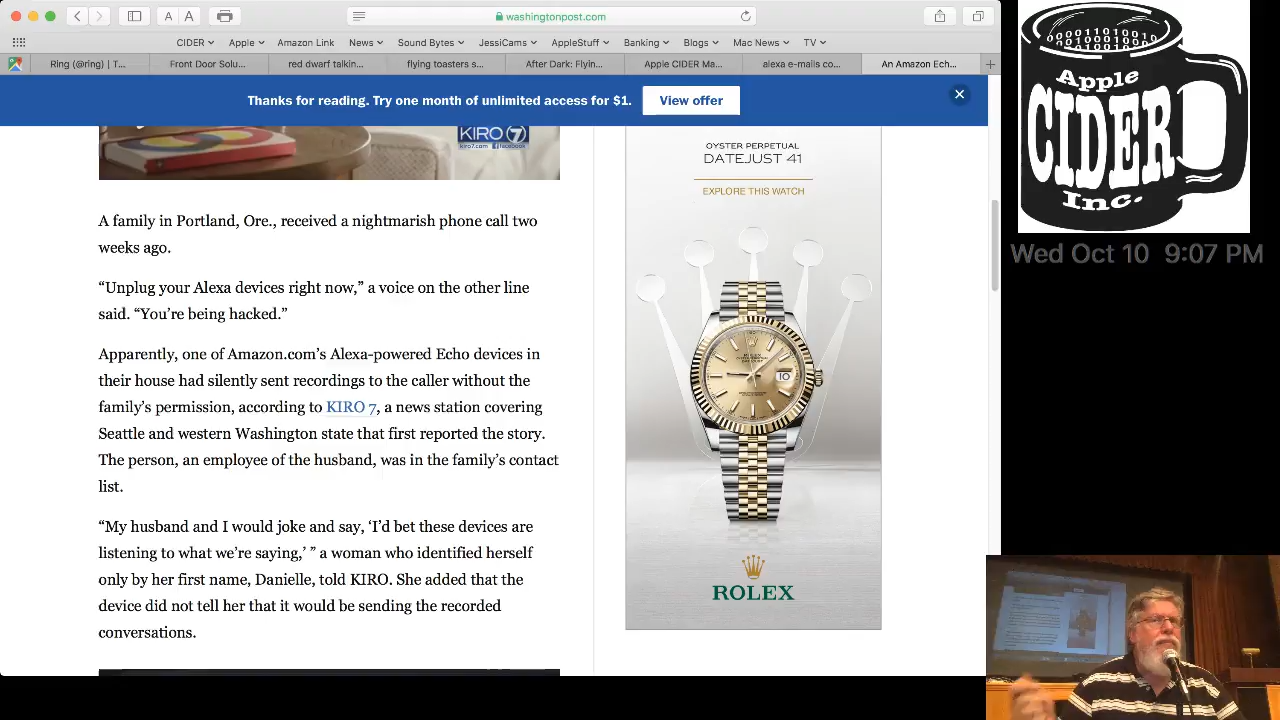 washingtonpost.com
A A
CIDER Apple Amazon Link News Sound Bytes JessiCams AppleStuff Banking Blogs Mac News TV
Ring (@ring) | T... Front Door Solu... red dwarf talkin... flying toasters s... After Dark: Flyin... Apple CIDER Ma... alexa e-mails co... An Amazon Ech...
Thanks for reading. Try one month of unlimited access for $1. View offer
KIRO 7
kiro7.com facebook
A family in Portland, Ore., received a nightmarish phone call two
weeks ago.
“Unplug your Alexa devices right now,” a voice on the other line
said. “You’re being hacked.”
Apparently, one of Amazon.com’s Alexa-powered Echo devices in
their house had silently sent recordings to the caller without the
family’s permission, according to KIRO 7, a news station covering
Seattle and western Washington state that first reported the story.
The person, an employee of the husband, was in the family’s contact
list.
“My husband and I would joke and say, ‘I’d bet these devices are
listening to what we’re saying,’ ” a woman who identified herself
only by her first name, Danielle, told KIRO. She added that the
device did not tell her that it would be sending the recorded
conversations.
OYSTER PERPETUAL
DATEJUST 41
EXPLORE THIS WATCH
10
ROLEX
Apple
CIDER
Inc.
Wed Oct 10 9:07 PM